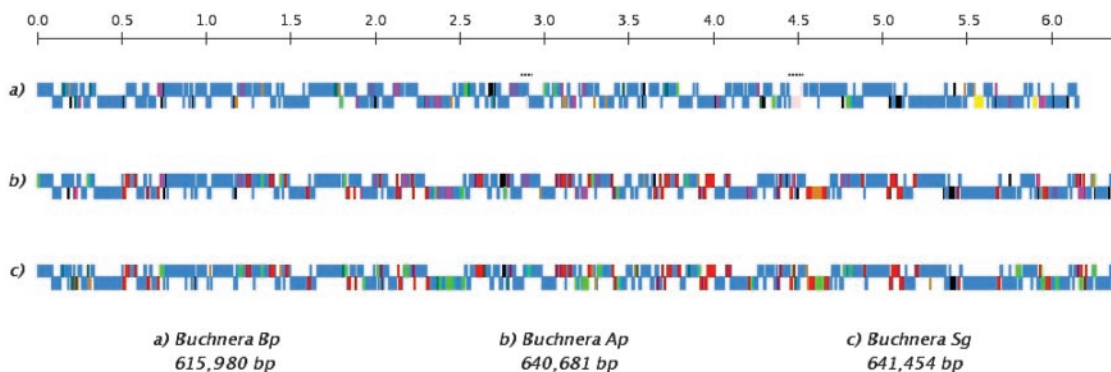 0.0 0.5 1.0 1.5 2.0 2.5 3.0 3.5 4.0 4.5 5.0 5.5 6.0
a)
b)
c)
a) Buchnera Bp b) Buchnera Ap c) Buchnera Sg
615,980 bp 640,681 bp 641,454 bp